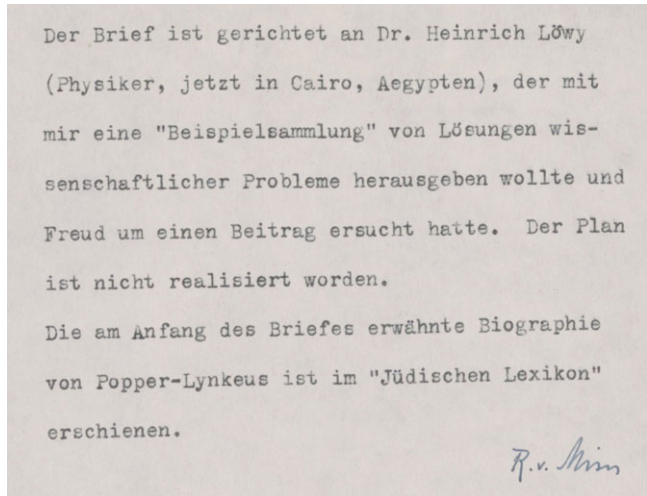 Der Brief ist gerichtet an Dr. Heinrich Löwy
(Physiker, jetzt in Cairo, Aegypten), der mit
mir eine "Beispielsammlung" von Lösungen wis-
senschaftlicher Probleme herausgeben wollte und
Freud um einen Beitrag ersucht hatte. Der Plan
ist nicht realisiert worden.
Die am Anfang des Briefes erwähnte Biographie
von Popper-Lynkeus ist im "Jüdischen Lexikon"
erschienen.
R. v. Mises